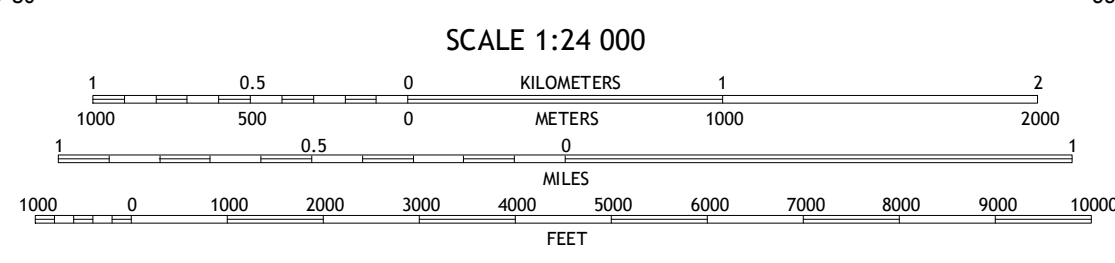 SCALE 1:24 000
1 0.5 0 KILOMETERS 1 2
1000 500 0 METERS 1000 2000
1 0.5 0 1
MILES
1000 0 1000 2000 3000 4000 5000 6000 7000 8000 9000 10000
FEET